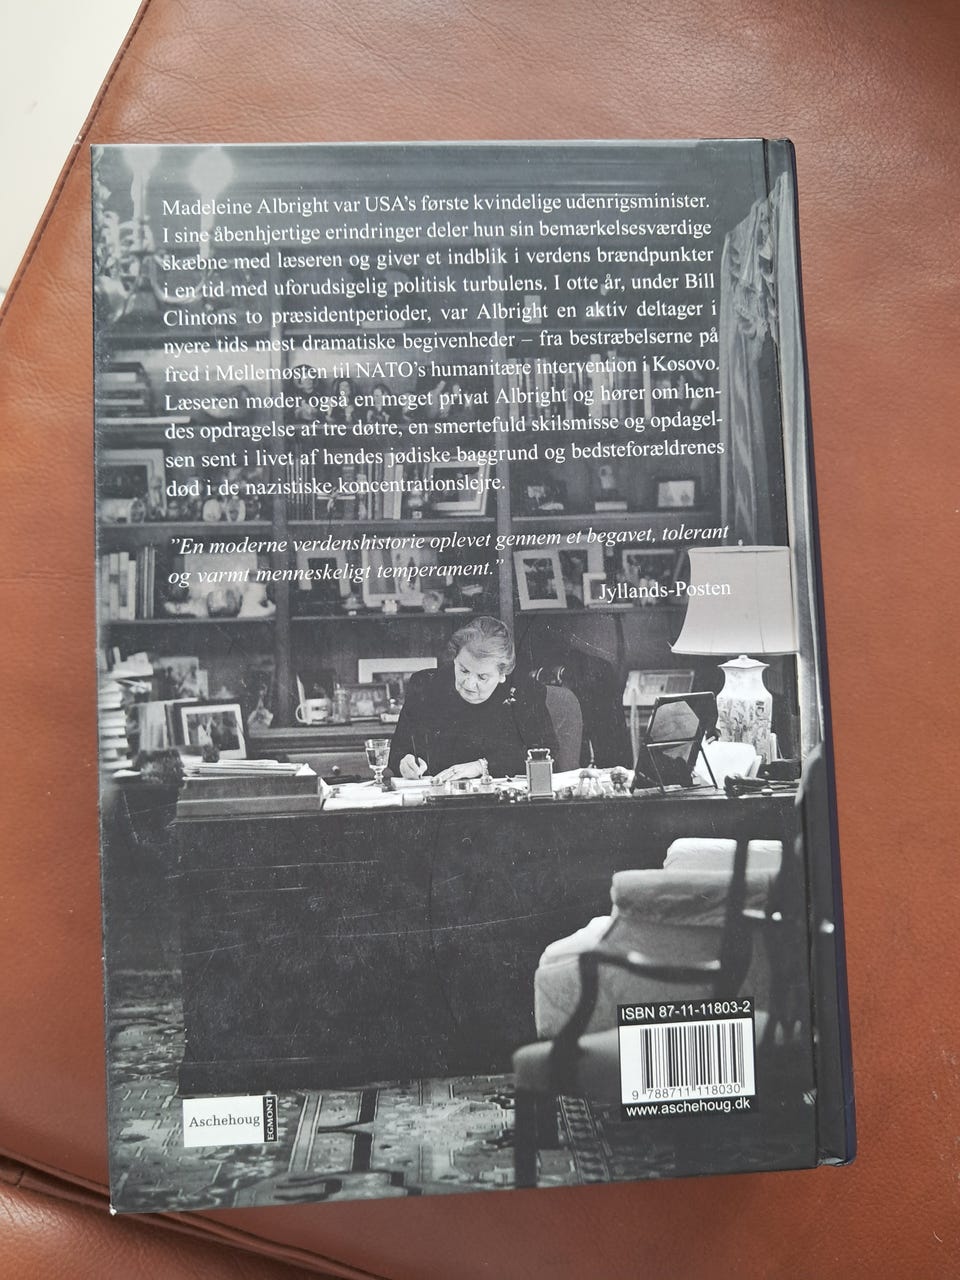 Madeleine Albright var USA's første kvindelige udenrigsminister.
I sine åbenhjertige erindringer deler hun sin bemærkelsesværdige
skæbne med læseren og giver et indblik i verdens brændpunkter
i en tid med uforudsigelig politisk turbulens. I otte år, under Bill
Clintons to præsidentperioder, var Albright en aktiv deltager i
nyere tids mest dramatiske begivenheder – fra bestræbelserne på
fred i Mellemøsten til NATO's humanitære intervention i Kosovo.
Læseren møder også en meget privat Albright og hører om hen-
des opdragelse af tre døtre, en smertefuld skilsmisse og opdagel-
sen sent i livet af hendes jødiske baggrund og bedsteforældrenes
død i de nazistiske koncentrationslejre.
"En moderne verdenshistorie oplevet gennem et begavet, tolerant
og varmt menneskeligt temperament."
Jyllands-Posten
ISBN 87-11-11803-2
9 788711 118030
www.aschehoug.dk
Aschehoug
EGMONT